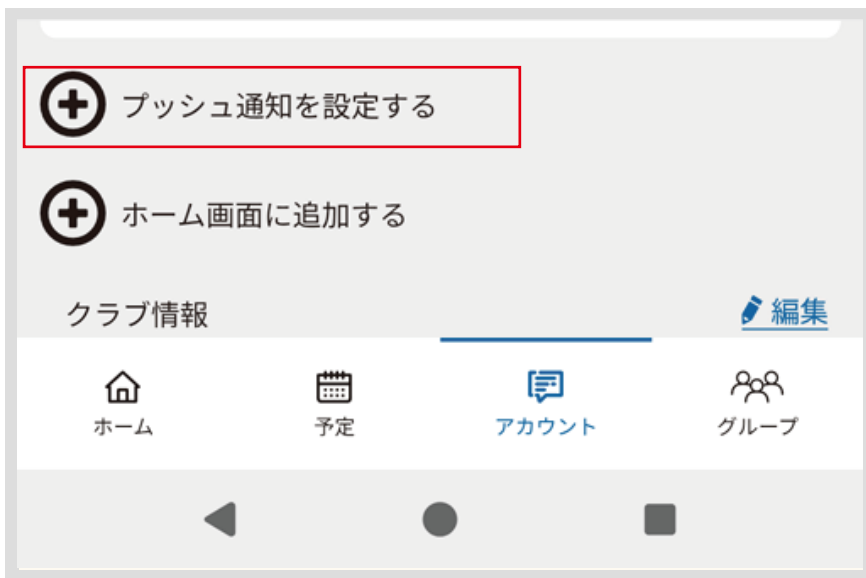 プッシュ通知を設定する
ホーム画面に追加する
クラブ情報
編集
ホーム
予定
アカウント
グループ